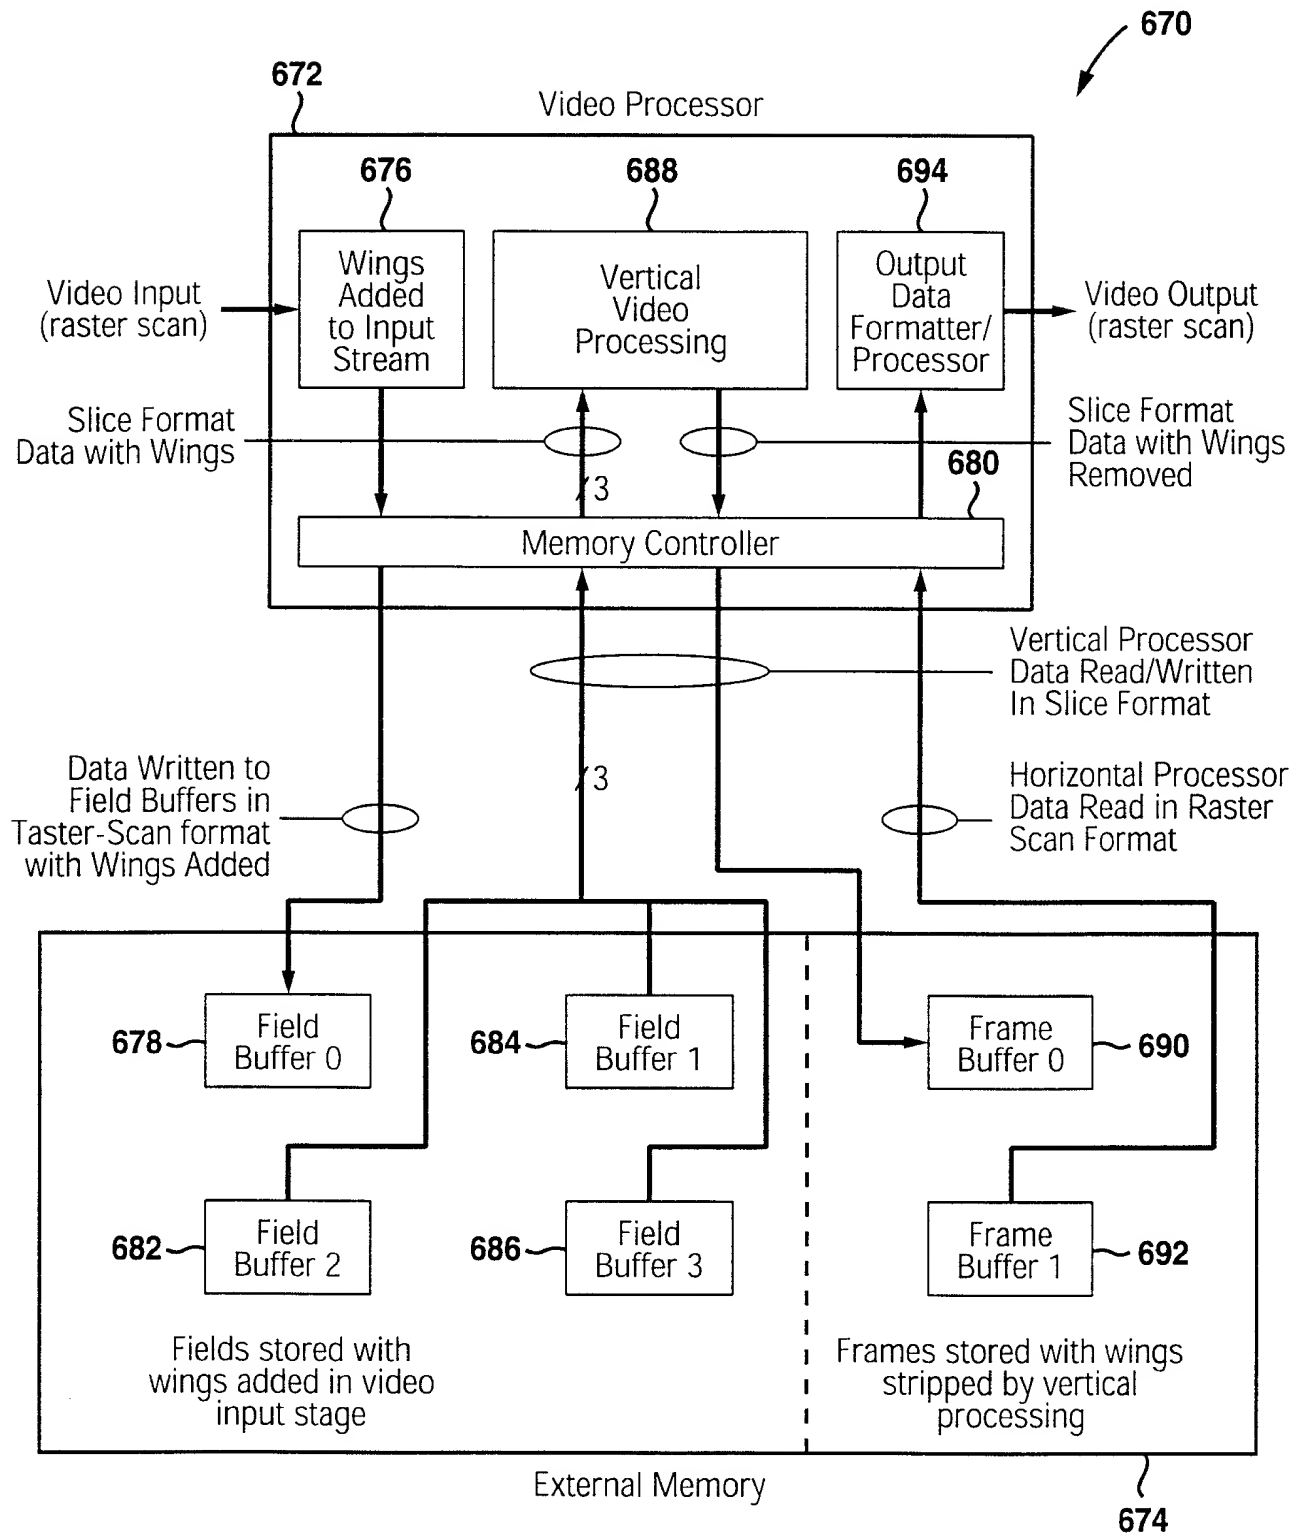 670
672
Video Processor
676
688
694
Wings
Added
to Input
Stream
Vertical
Video
Processing
Output
Data
Formatter/
Processor
Video Input
(raster scan)
Video Output
(raster scan)
Slice Format
Data with Wings
Slice Format
Data with Wings
Removed
3
680
Memory Controller
Vertical Processor
Data Read/Written
In Slice Format
3
Data Written to
Field Buffers in
Taster-Scan format
with Wings Added
Horizontal Processor
Data Read in Raster
Scan Format
678
Field
Buffer 0
684
Field
Buffer 1
Frame
Buffer 0
690
682
Field
Buffer 2
686
Field
Buffer 3
Frame
Buffer 1
692
Fields stored with
wings added in video
input stage
Frames stored with wings
stripped by vertical
processing
External Memory
674